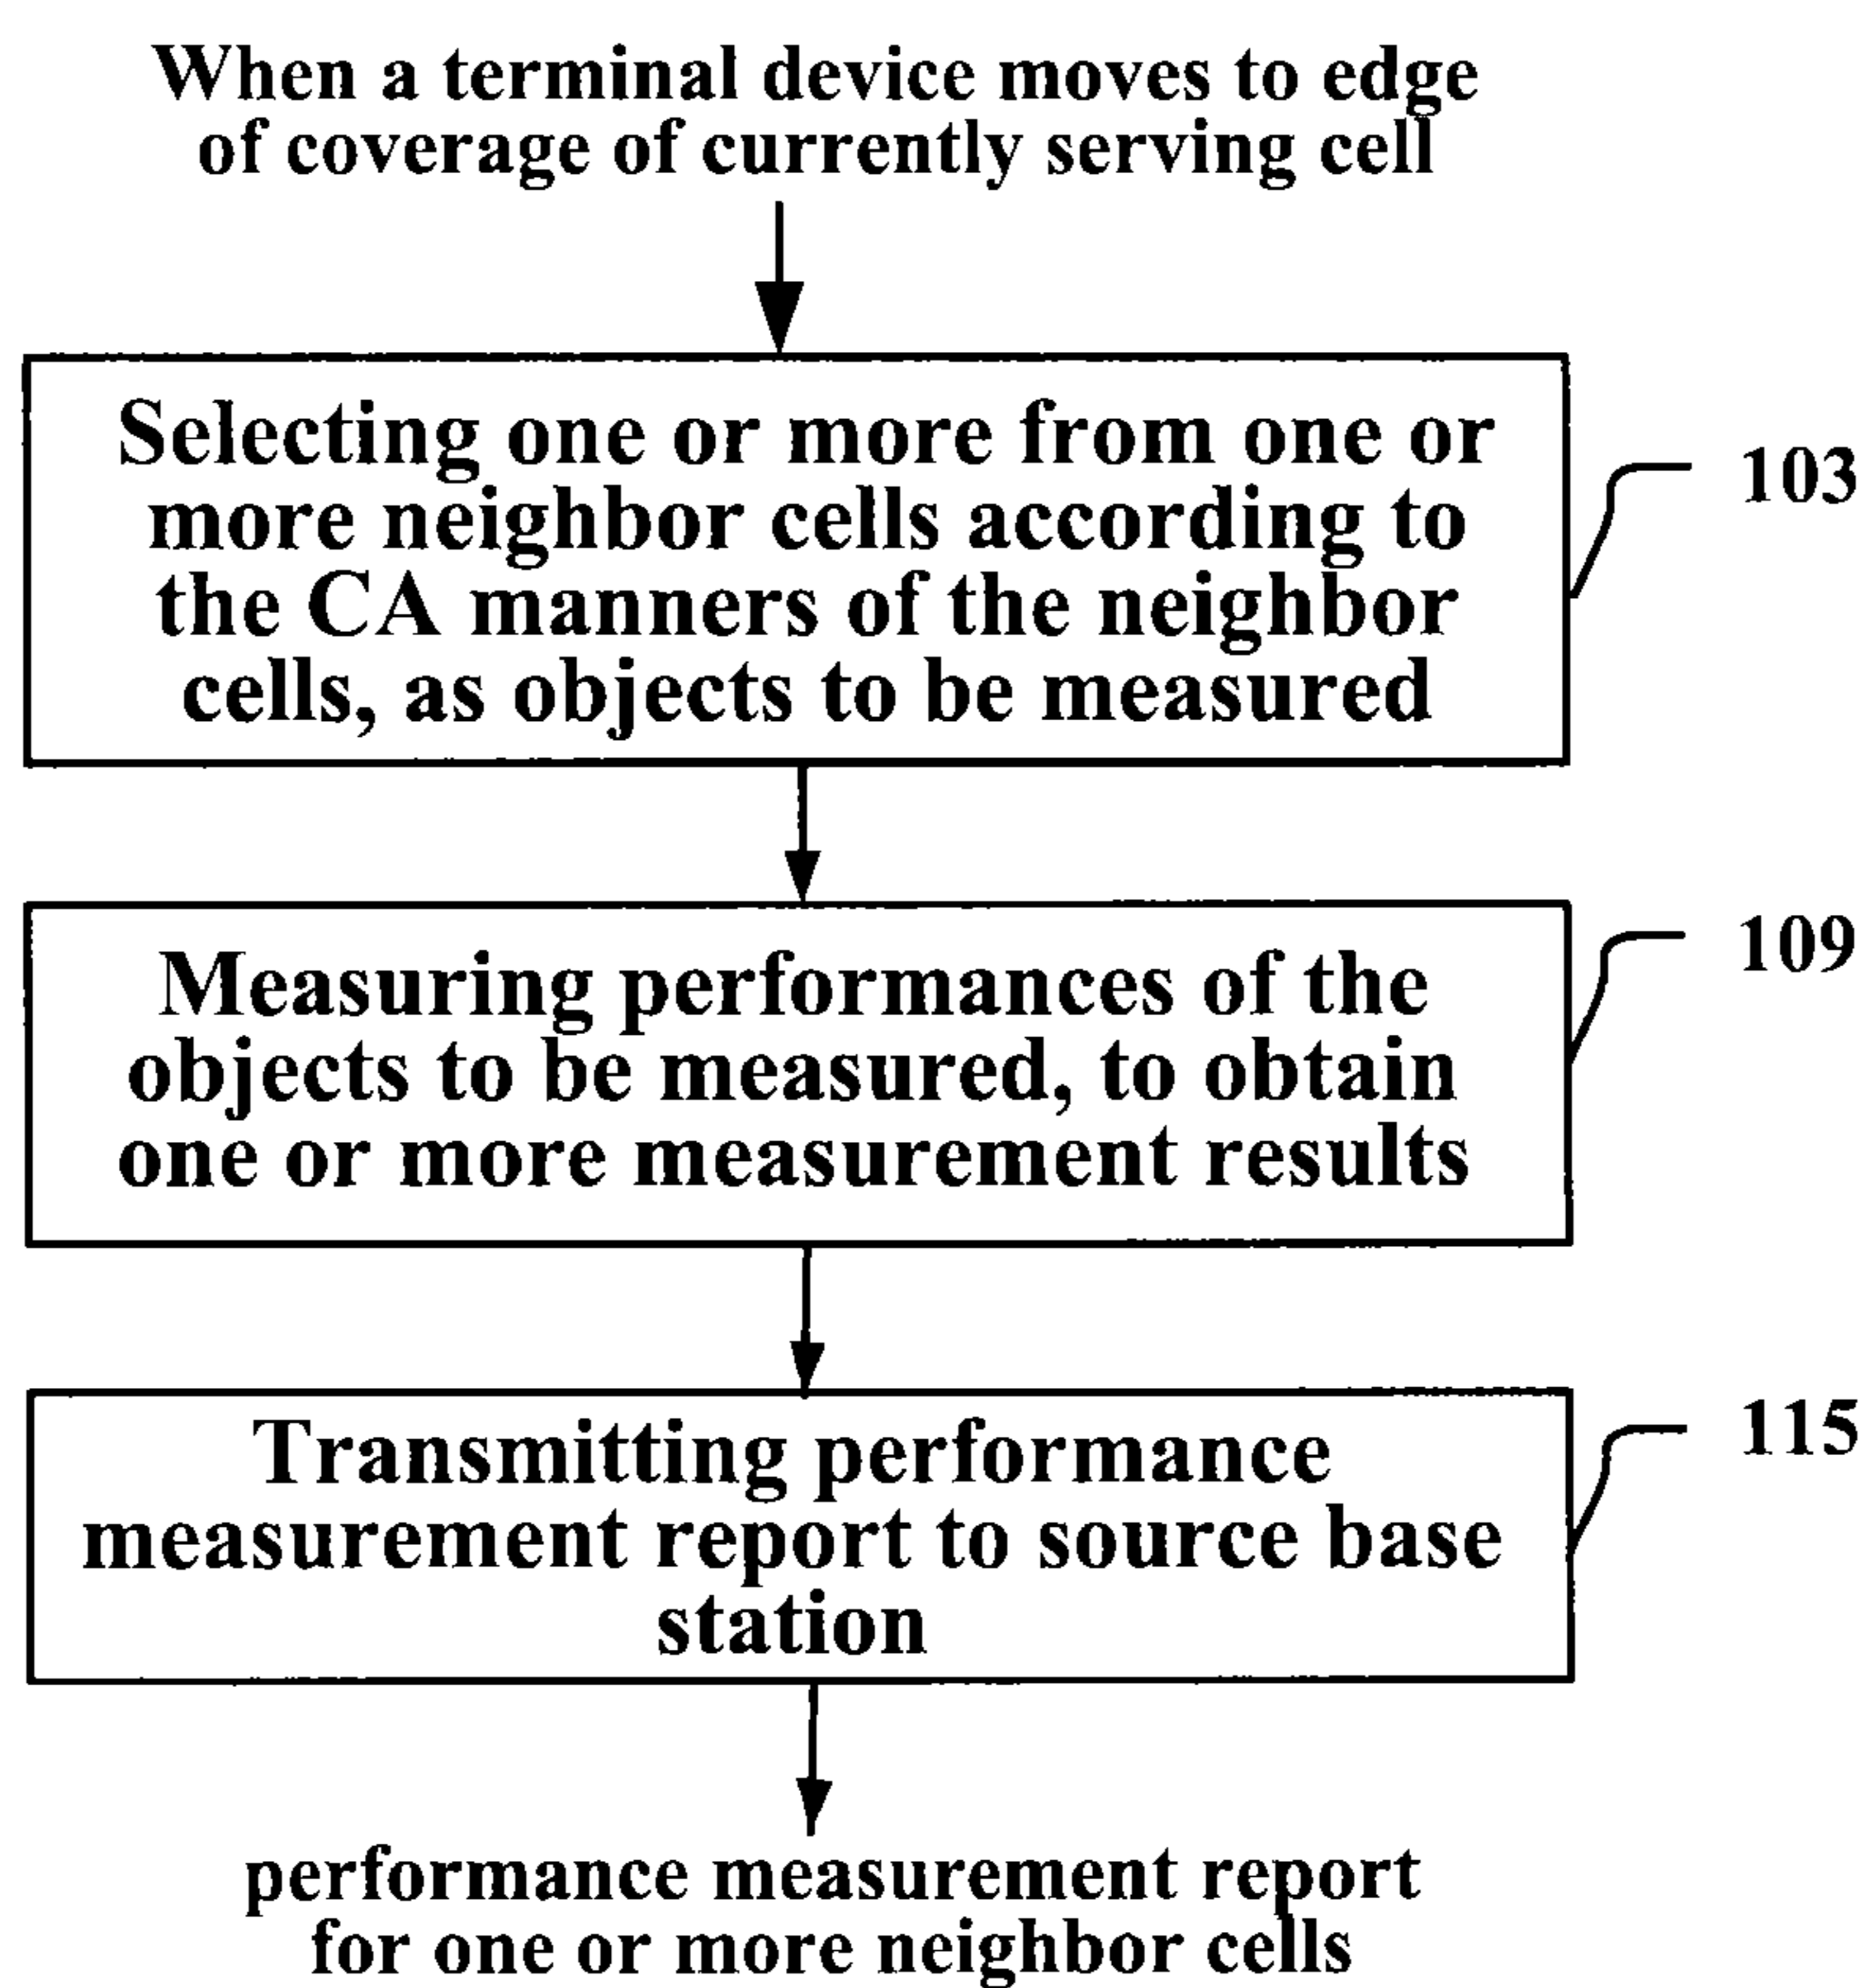 When a terminal device moves to edge
of coverage of currently serving cell
Selecting one or more from one or
more neighbor cells according to
the CA manners of the neighbor
cells, as objects to be measured
103
Measuring performances of the
objects to be measured, to obtain
one or more measurement results
109
Transmitting performance
measurement report to source base
station
115
performance measurement report
for one or more neighbor cells